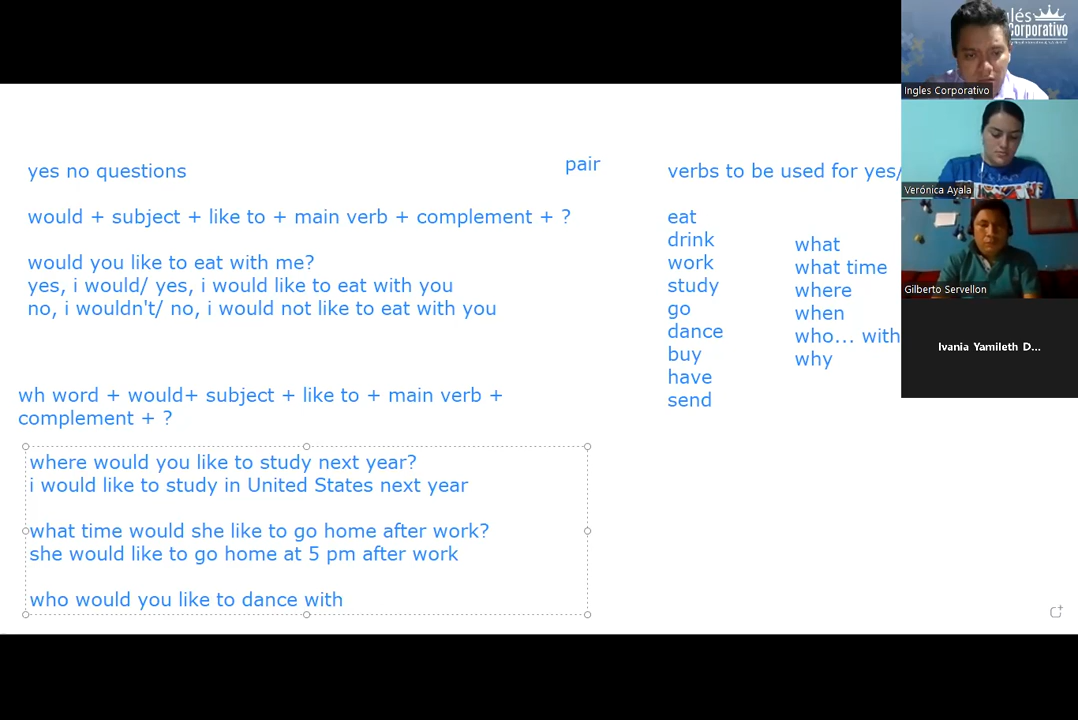 yes no questions
would + subject + like to + main verb + complement + ?
would you like to eat with me?
yes, i would/ yes, i would like to eat with you
no, i wouldn't/ no, i would not like to eat with you
wh word + would+ subject + like to + main verb +
complement + ?
where would you like to study next year?
i would like to study in United States next year
what time would she like to go home after work?
she would like to go home at 5 pm after work
who would you like to dance with
pair
verbs to be used for yes/
eat
drink
work
study
go
dance
buy
have
send
what
what time
where
when
who... with
why
lés
Corporativo
Ingles Corporativo
Verónica Ayala
Gilberto Servellon
Ivania Yamileth D...